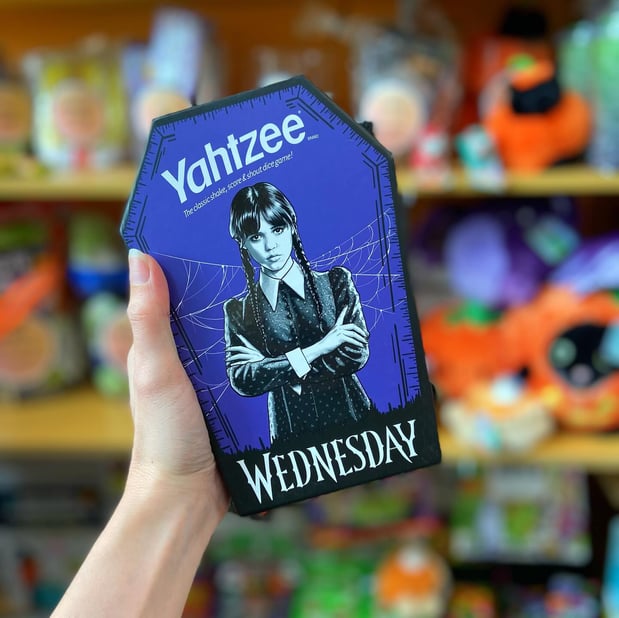 Yahtzee
The classic shake, score & shout dice game!
WEDNESDAY